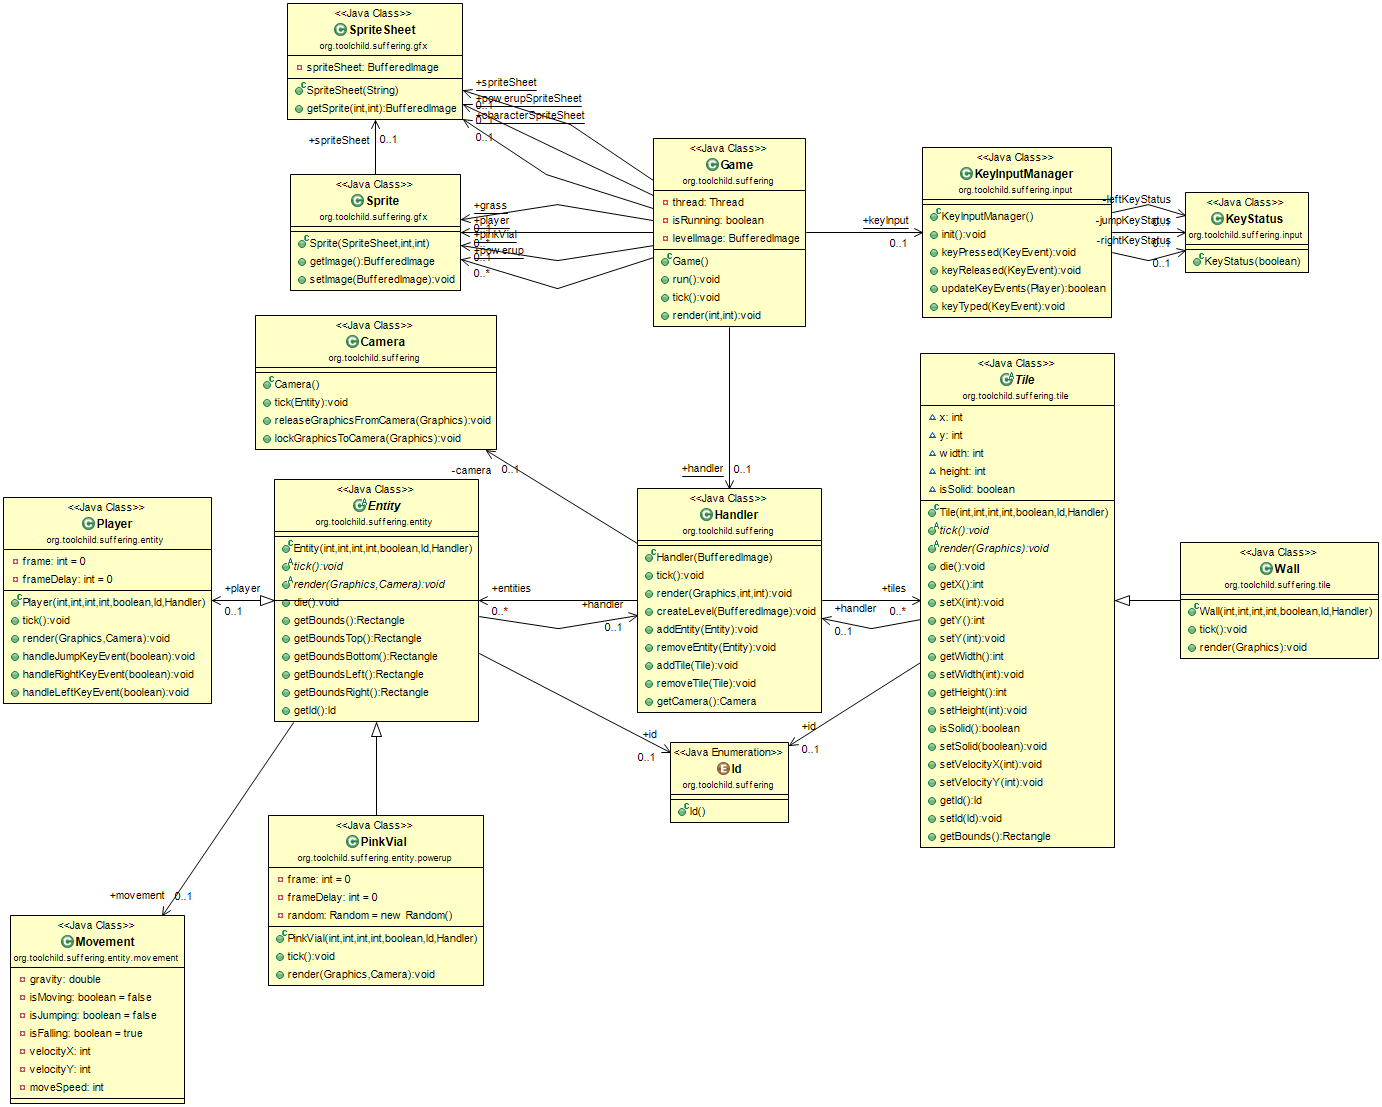 <<Java Class>>
SpriteSheet
org.toolchild.suffering.gfx
spriteSheet: BufferedImage
SpriteSheet(String)
getSprite(int,int):BufferedImage
+spriteSheet
0..1
+powerupSpriteSheet
0..1
+characterSpriteSheet
0..1
+spriteSheet
0..1
<<Java Class>>
Sprite
org.toolchild.suffering.gfx
Sprite(SpriteSheet,int,int)
getImage():BufferedImage
setImage(BufferedImage):void
+grass
+player
0..*
+pinkVial
0..1
+powerup
0..*
<<Java Class>>
Game
org.toolchild.suffering
thread: Thread
isRunning: boolean
levelImage: BufferedImage
Game()
run():void
tick():void
render(int,int):void
+keyInput
0..1
<<Java Class>>
KeyInputManager
org.toolchild.suffering.input
KeyInputManager()
init():void
keyPressed(KeyEvent):void
keyReleased(KeyEvent):void
updateKeyEvents(Player):boolean
keyTyped(KeyEvent):void
-leftKeyStatus
-jumpKeyStatus
0..1
-rightKeyStatus
0..1
0..1
<<Java Class>>
KeyStatus
org.toolchild.suffering.input
KeyStatus(boolean)
<<Java Class>>
Camera
org.toolchild.suffering
Camera()
tick(Entity):void
releaseGraphicsFromCamera(Graphics):void
lockGraphicsToCamera(Graphics):void
-camera
0..1
+handler
0..1
<<Java Class>>
Tile
org.toolchild.suffering.tile
x: int
y: int
width: int
height: int
isSolid: boolean
Tile(int,int,int,int,boolean,Id,Handler)
tick():void
render(Graphics):void
die():void
getX():int
setX(int):void
getY():int
setY(int):void
getWidth():int
setWidth(int):void
getHeight():int
setHeight(int):void
isSolid():boolean
setSolid(boolean):void
setVelocityX(int):void
setVelocityY(int):void
getId():Id
setId(Id):void
getBounds():Rectangle
<<Java Class>>
Player
org.toolchild.suffering.entity
frame: int = 0
frameDelay: int = 0
Player(int,int,int,int,boolean,Id,Handler)
tick():void
render(Graphics,Camera):void
handleJumpKeyEvent(boolean):void
handleRightKeyEvent(boolean):void
handleLeftKeyEvent(boolean):void
+player
0..1
<<Java Class>>
Entity
org.toolchild.suffering.entity
Entity(int,int,int,int,boolean,Id,Handler)
tick():void
render(Graphics,Camera):void
die():void
getBounds():Rectangle
getBoundsTop():Rectangle
getBoundsBottom():Rectangle
getBoundsLeft():Rectangle
getBoundsRight():Rectangle
getId():Id
+entities
0..*
+handler
0..1
<<Java Class>>
Handler
org.toolchild.suffering
Handler(BufferedImage)
tick():void
render(Graphics,int,int):void
createLevel(BufferedImage):void
addEntity(Entity):void
removeEntity(Entity):void
addTile(Tile):void
removeTile(Tile):void
getCamera():Camera
+tiles
0..*
+handler
0..1
<<Java Class>>
Wall
org.toolchild.suffering.tile
Wall(int,int,int,int,boolean,Id,Handler)
tick():void
render(Graphics):void
+id
0..1
+id
0..1
<<Java Enumeration>>
Id
org.toolchild.suffering
Id()
<<Java Class>>
PinkVial
org.toolchild.suffering.entity.powerup
frame: int = 0
frameDelay: int = 0
random: Random = new Random()
PinkVial(int,int,int,int,boolean,Id,Handler)
tick():void
render(Graphics,Camera):void
+movement
0..1
<<Java Class>>
Movement
org.toolchild.suffering.entity.movement
gravity: double
isMoving: boolean = false
isJumping: boolean = false
isFalling: boolean = true
velocityX: int
velocityY: int
moveSpeed: int